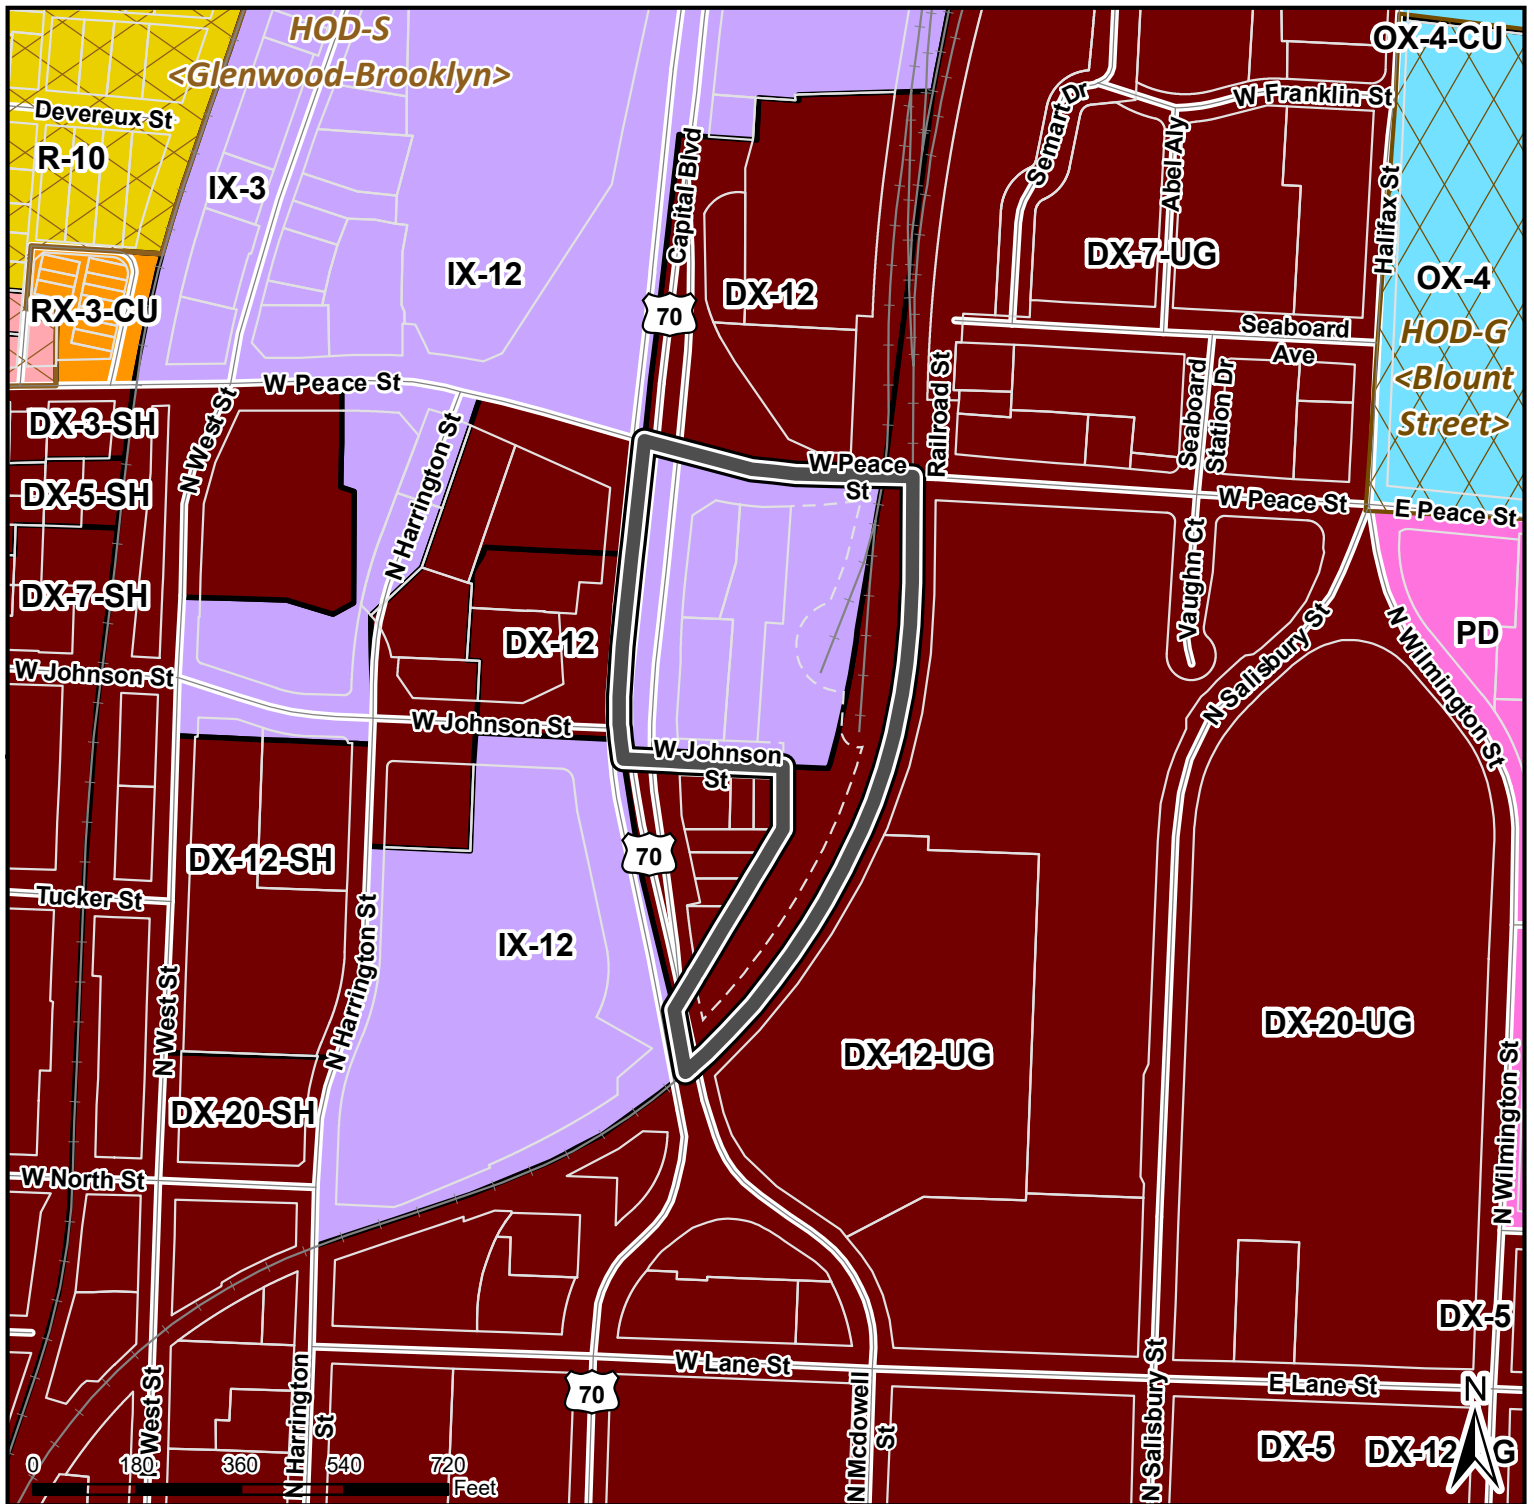 HOD-S
<Glenwood-Brooklyn>
OX-4-CU
Devereux St
R-10
IX-3
W Franklin St
Semart Dr
Abel Aly
Capital Blvd
Halifax St
DX-7-UG
IX-12
DX-12
OX-4
RX-3-CU
70
Seaboard
Ave
HOD-G
<Blount
Street>
W Peace St
Railroad St
Seaboard
Station Dr
DX-3-SH
N West St
N Harrington St
W Peace
St
DX-5-SH
W Peace St
E Peace St
Vaughn Ct
DX-7-SH
DX-12
N Salisbury St
N Wilmington St
PD
W Johnson St
W Johnson St
W Johnson
St
70
DX-12-SH
Tucker St
IX-12
N Harrington St
N West St
DX-20-UG
DX-12-UG
DX-20-SH
N Wilmington St
W North St
DX-5
W Lane St
E Lane St
70
N West St
N Harrington
St
N Mcdowell
St
N Salisbury St
N
DX-5
DX-12
G
0
180
360
540
720
Feet